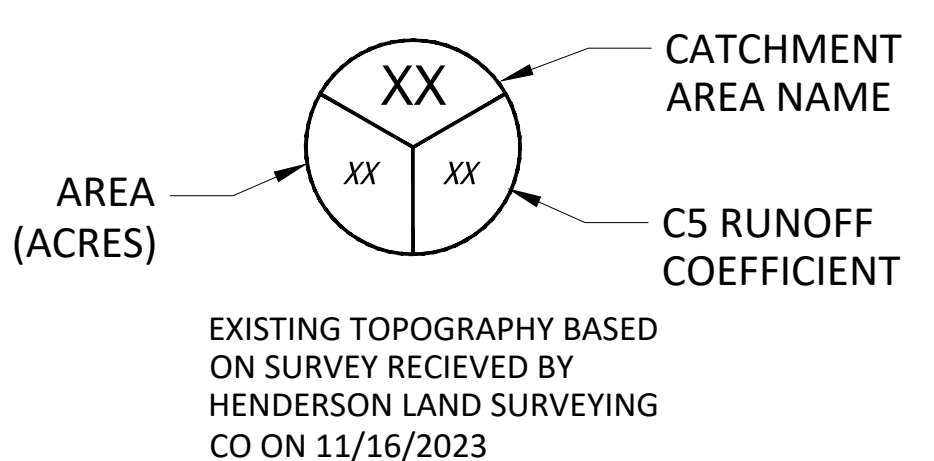 XX
CATCHMENT
AREA NAME
XX
XX
AREA
(ACRES)
C5 RUNOFF
COEFFICIENT
EXISTING TOPOGRAPHY BASED
ON SURVEY RECIEVED BY
HENDERSON LAND SURVEYING
CO ON 11/16/2023